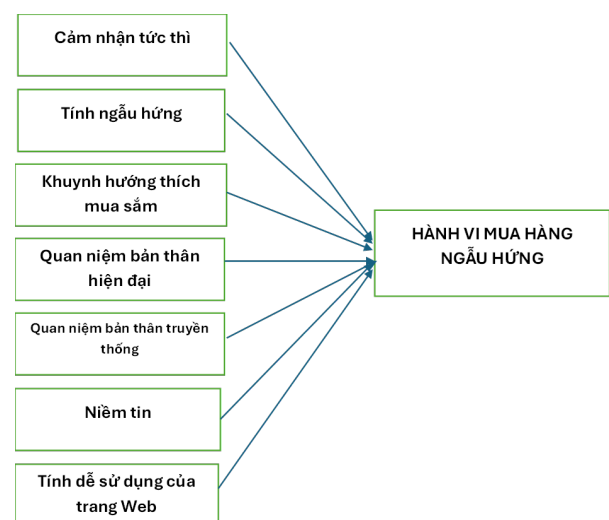 Cảm nhận tức thì
Tính ngẫu hứng
Khuynh hướng thích
mua sắm
Quan niệm bản thân
hiện đại
Quan niệm bản thân truyền
thống
Niềm tin
Tính dễ sử dụng của
trang Web
HÀNH VI MUA HÀNG
NGẪU HỨNG